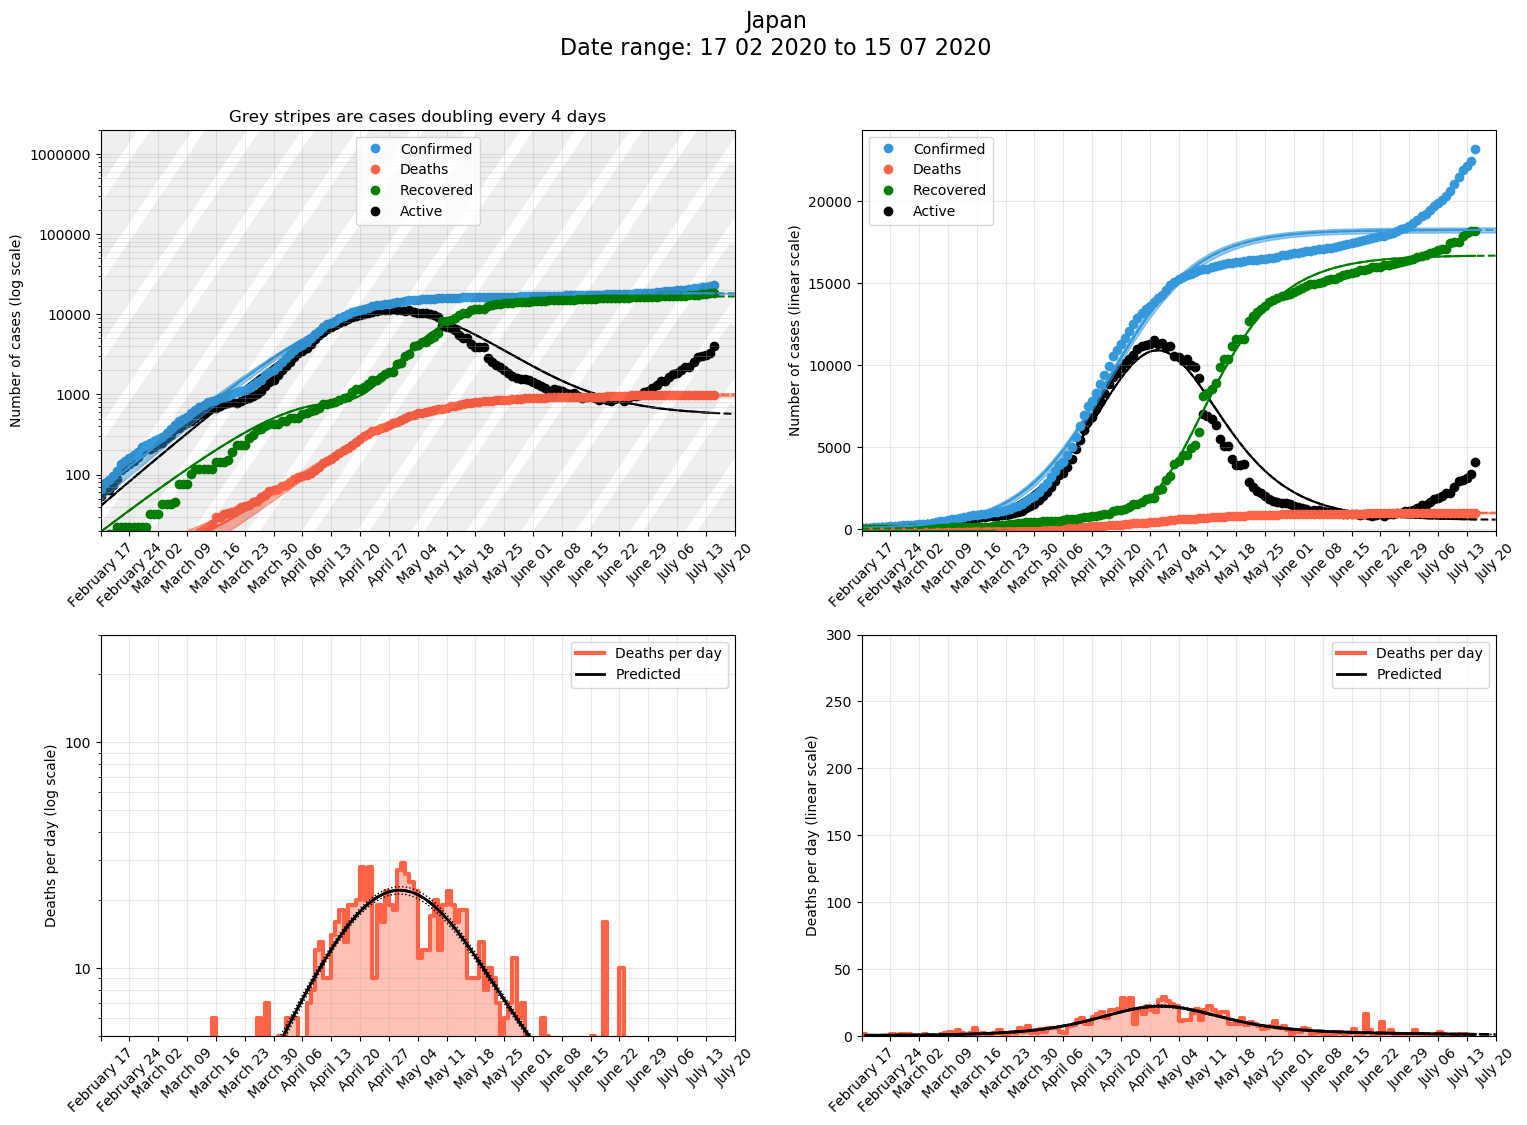 Japan
Date range: 17 02 2020 to 15 07 2020
Grey stripes are cases doubling every 4 days
Number of cases (log scale)
1000000
100000
10000
1000
100
Confirmed
Deaths
Recovered
Active
February 17
February 24
March 02
March 09
March 16
March 23
March 30
April 06
April 13
April 20
April 27
May 04
May 11
May 18
May 25
June 01
June 08
June 15
June 22
June 29
July 06
July 13
July 20
Number of cases (linear scale)
20000
15000
10000
5000
0
Confirmed
Deaths
Recovered
Active
February 17
February 24
March 02
March 09
March 16
March 23
March 30
April 06
April 13
April 20
April 27
May 04
May 11
May 18
May 25
June 01
June 08
June 15
June 22
June 29
July 06
July 13
July 20
Deaths per day (log scale)
100
10
Deaths per day
Predicted
February 17
February 24
March 02
March 09
March 16
March 23
March 30
April 06
April 13
April 20
April 27
May 04
May 11
May 18
May 25
June 01
June 08
June 15
June 22
June 29
July 06
July 13
July 20
Deaths per day (linear scale)
300
250
200
150
100
50
0
Deaths per day
Predicted
February 17
February 24
March 02
March 09
March 16
March 23
March 30
April 06
April 13
April 20
April 27
May 04
May 11
May 18
May 25
June 01
June 08
June 15
June 22
June 29
July 06
July 13
July 20